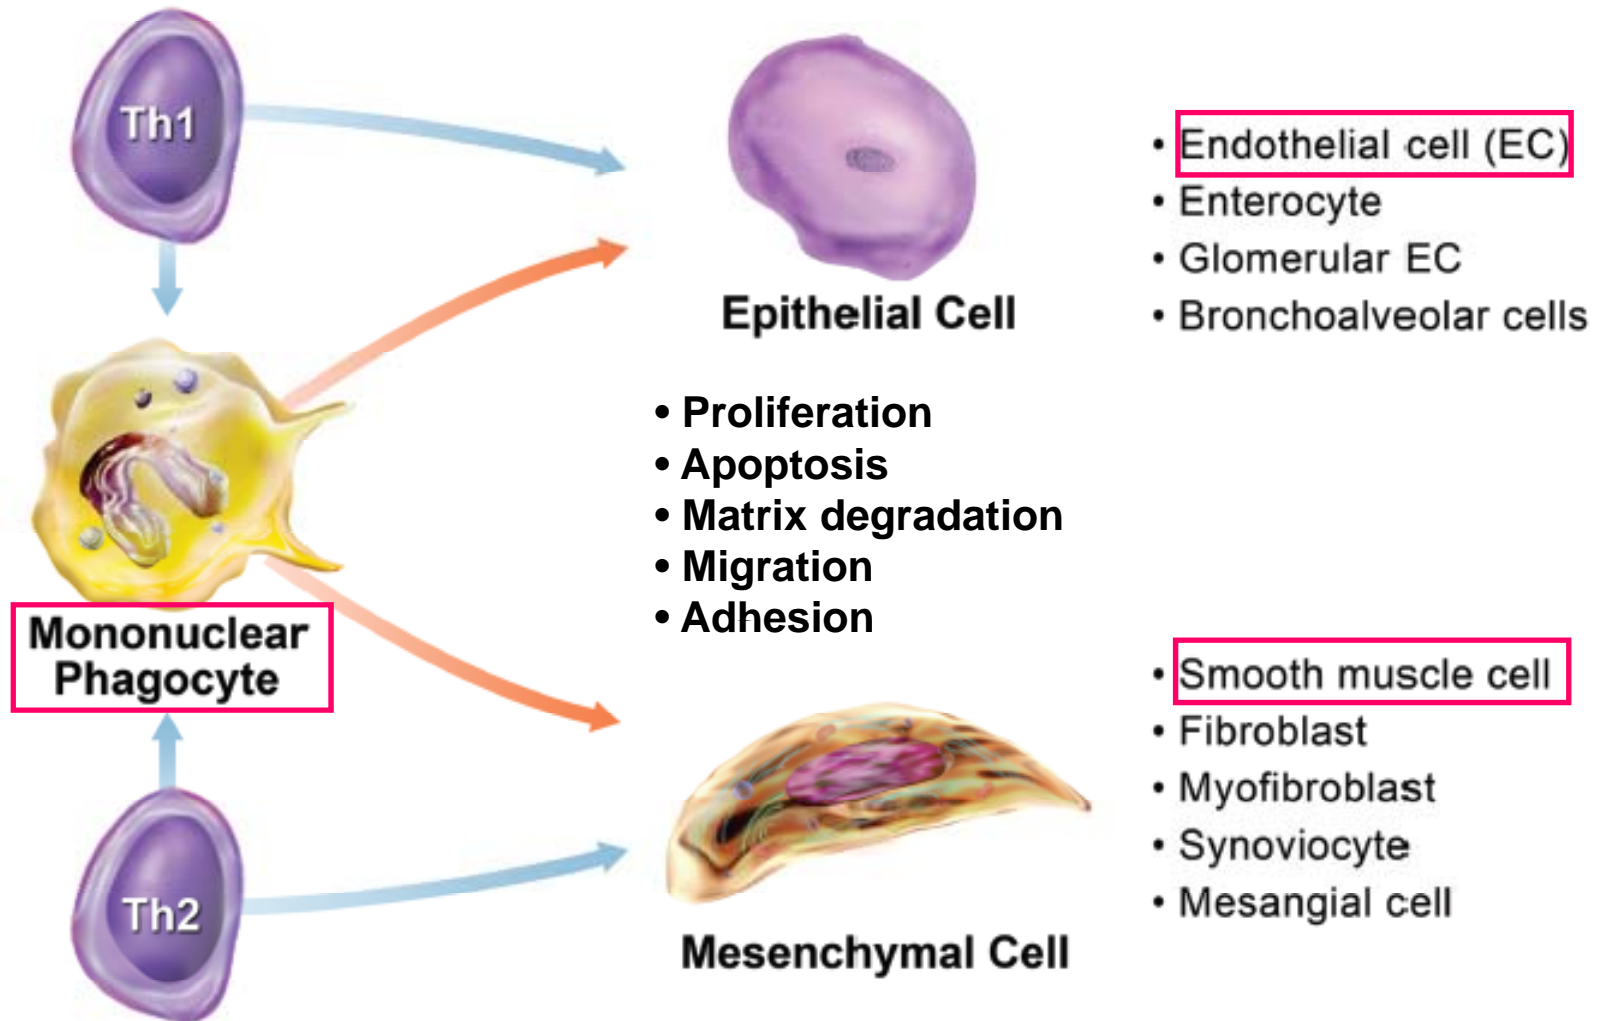 Th1
Epithelial Cell
• Endothelial cell (EC)
• Enterocyte
• Glomerular EC
• Bronchoalveolar cells
• Proliferation
• Apoptosis
• Matrix degradation
• Migration
• Adhesion
Mononuclear
Phagocyte
Th2
Mesenchymal Cell
• Smooth muscle cell
• Fibroblast
• Myofibroblast
• Synoviocyte
• Mesangial cell